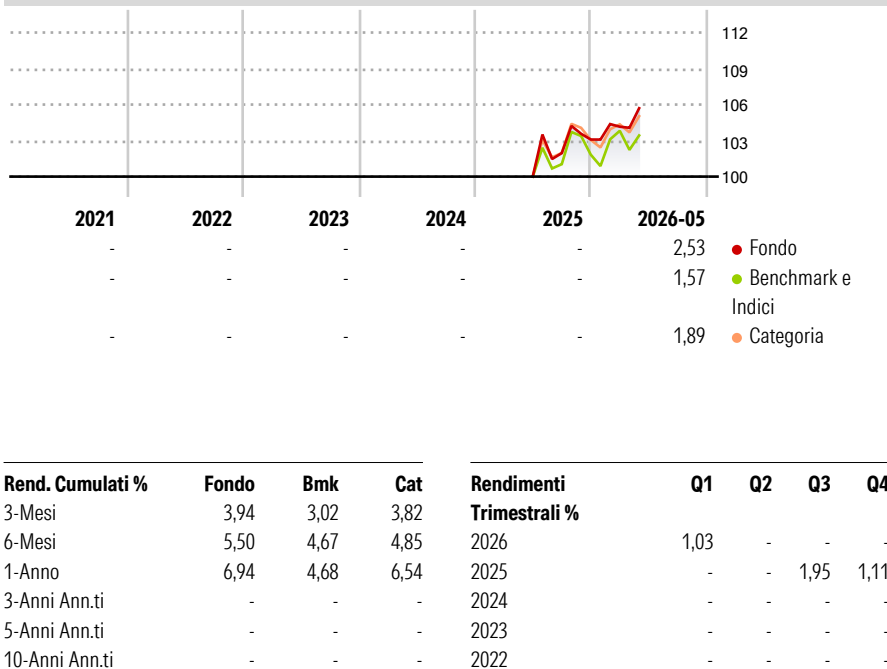 112
109
106
103
100
2021 2022 2023 2024 2025 2026-05
- - - - - 2,53 Fondo
- - - - - 1,57 Benchmark e
Indici
- - - - - 1,89 Categoria
Rend. Cumulati % Fondo Bmk Cat
3-Mesi 3,94 3,02 3,82
6-Mesi 5,50 4,67 4,85
1-Anno 6,94 4,68 6,54
3-Anni Ann.ti - - -
5-Anni Ann.ti - - -
10-Anni Ann.ti - - -
Rendimenti Q1 Q2 Q3 Q4
Trimestrali %
2026 1,03 - - -
2025 - - 1,95 1,11
2024 - - - -
2023 - - - -
2022 - - - -